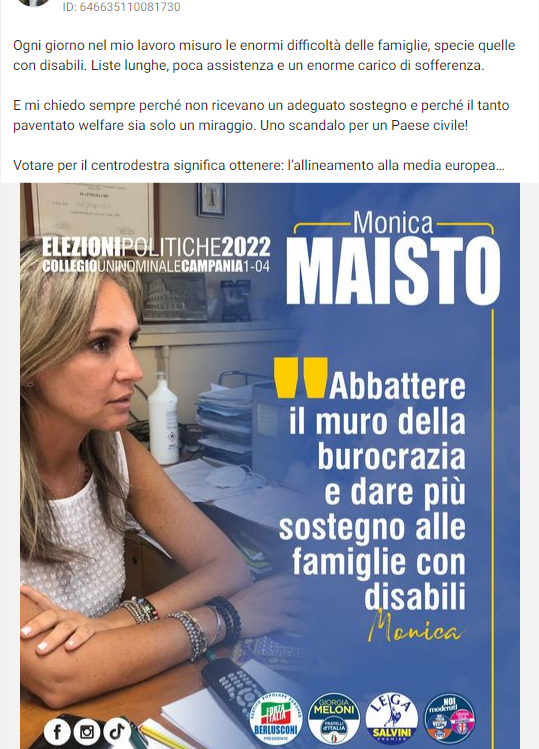 ID: 646635110081730
Ogni giorno nel mio lavoro misuro le enormi difficoltà delle famiglie, specie quelle
con disabili. Liste lunghe, poca assistenza e un enorme carico di sofferenza.
E mi chiedo sempre perché non ricevano un adeguato sostegno e perché il tanto
paventato welfare sia solo un miraggio. Uno scandalo per un Paese civile!
Votare per il centrodestra significa ottenere: l’allineamento alla media europea…
ELEZIONIPOLITICHE2022
COLLEGIOUNINOMINALECAMPANIA1-04
Monica
MAISTO
"Abbattere
il muro della
burocrazia
e dare più
sostegno alle
famiglie con
disabili
Monica
FORZA
ITALIA
BERLUSCONI
PRESIDENTE
GIORGIA
MELONI
FRATELLI
d'ITALIA
LEGA
SALVINI
PREMIER
NOI
moderati